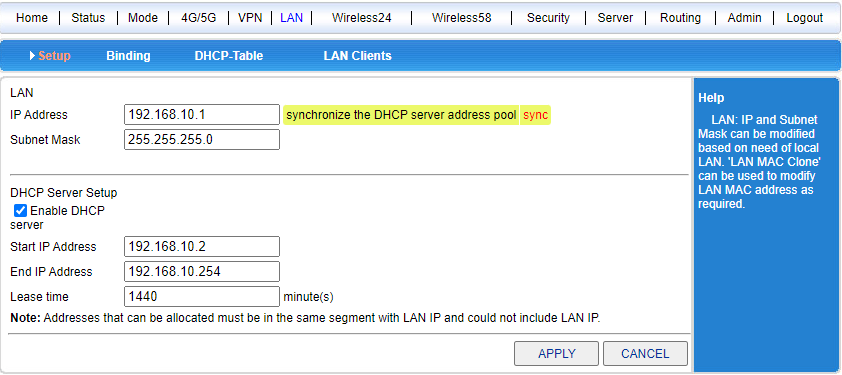 Home | Status | Mode | 4G/5G | VPN | LAN | Wireless24 | Wireless58 | Security | Server | Routing | Admin | Logout
Setup Binding DHCP-Table LAN Clients
LAN
IP Address 192.168.10.1 synchronize the DHCP server address pool sync
Subnet Mask 255.255.255.0
DHCP Server Setup
Enable DHCP
server
Start IP Address 192.168.10.2
End IP Address 192.168.10.254
Lease time 1440 minute(s)
Note: Addresses that can be allocated must be in the same segment with LAN IP and could not include LAN IP.
APPLY CANCEL
Help
LAN: IP and Subnet
Mask can be modified
based on need of local
LAN. 'LAN MAC Clone'
can be used to modify
LAN MAC address as
required.